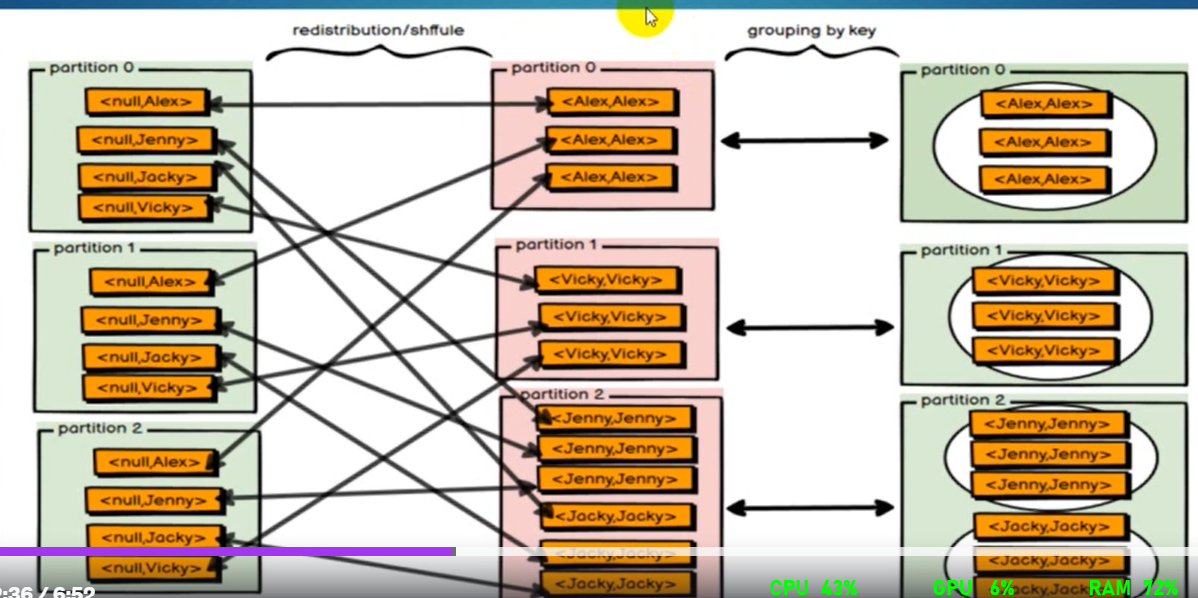 redistribution/shffule
grouping by key
partition 0
<null,Alex>
<null,Jenny>
<null,Jacky>
<null,Vicky>
partition 1
<null,Alex>
<null,Jenny>
<null,Jacky>
<null,Vicky>
partition 2
<null,Alex>
<null,Jenny>
<null,Jacky>
<null,Vicky>
partition 0
<Alex,Alex>
<Alex,Alex>
<Alex,Alex>
partition 1
<Vicky,Vicky>
<Vicky,Vicky>
<Vicky,Vicky>
partition 2
<Jenny,Jenny>
<Jenny,Jenny>
<Jenny,Jenny>
<Jacky,Jacky>
<Jacky,Jacky>
<Jacky,Jacky>
partition 0
<Alex,Alex>
<Alex,Alex>
<Alex,Alex>
partition 1
<Vicky,Vicky>
<Vicky,Vicky>
<Vicky,Vicky>
partition 2
<Jenny,Jenny>
<Jenny,Jenny>
<Jenny,Jenny>
<Jacky,Jacky>
<Jacky,Jacky>
<Jacky,Jacky>
:36 / 6:52
CPU 43% GPU 6% RAM 72%